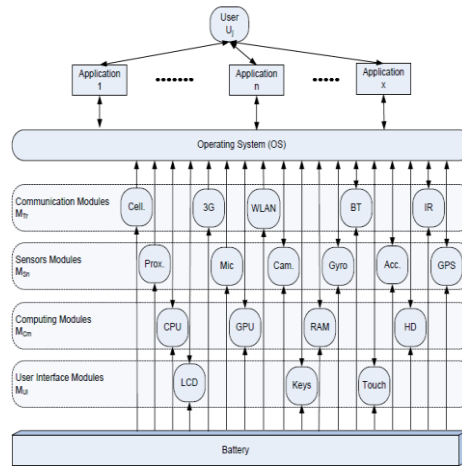 User
Uj
Application
1
Application
n
Application
x
Operating System (OS)
Communication Modules
MTr
Cell.
3G
WLAN
BT
IR
Sensors Modules
MSn
Prox.
Mic
Cam.
Gyro
Acc.
GPS
Computing Modules
MCm
CPU
GPU
RAM
HD
User Interface Modules
MUI
LCD
Keys
Touch
Battery